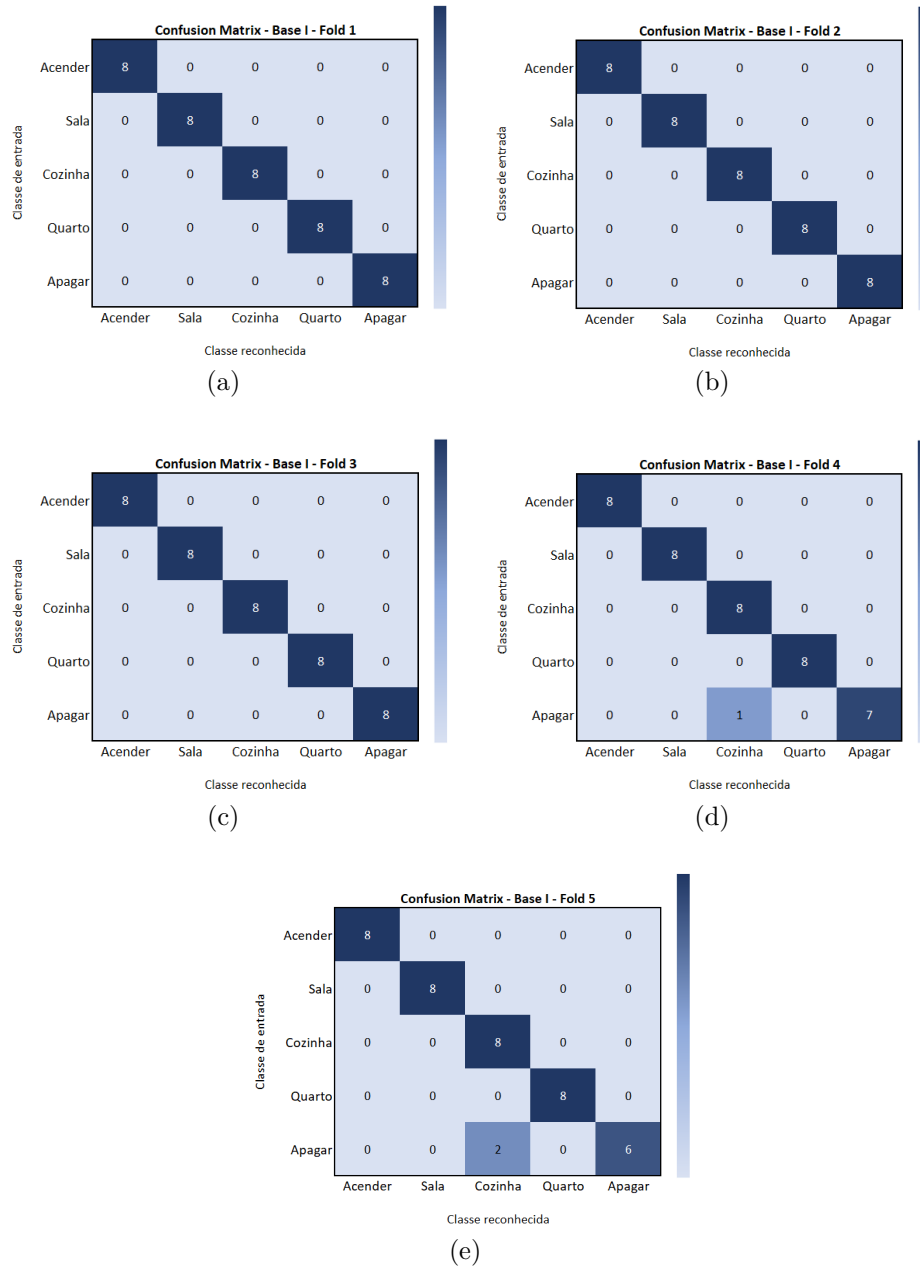 Confusion Matrix - Base I - Fold 1
Classe de entrada
Acender 8 0 0 0 0
Sala 0 8 0 0 0
Cozinha 0 0 8 0 0
Quarto 0 0 0 8 0
Apagar 0 0 0 0 8
Acender Sala Cozinha Quarto Apagar
Classe reconhecida
(a)
Confusion Matrix - Base I - Fold 2
Classe de entrada
Acender 8 0 0 0 0
Sala 0 8 0 0 0
Cozinha 0 0 8 0 0
Quarto 0 0 0 8 0
Apagar 0 0 0 0 8
Acender Sala Cozinha Quarto Apagar
Classe reconhecida
(b)
Confusion Matrix - Base I - Fold 3
Classe de entrada
Acender 8 0 0 0 0
Sala 0 8 0 0 0
Cozinha 0 0 8 0 0
Quarto 0 0 0 8 0
Apagar 0 0 0 0 8
Acender Sala Cozinha Quarto Apagar
Classe reconhecida
(c)
Confusion Matrix - Base I - Fold 4
Classe de entrada
Acender 8 0 0 0 0
Sala 0 8 0 0 0
Cozinha 0 0 8 0 0
Quarto 0 0 0 8 0
Apagar 0 0 1 0 7
Acender Sala Cozinha Quarto Apagar
Classe reconhecida
(d)
Confusion Matrix - Base I - Fold 5
Classe de entrada
Acender 8 0 0 0 0
Sala 0 8 0 0 0
Cozinha 0 0 8 0 0
Quarto 0 0 0 8 0
Apagar 0 0 2 0 6
Acender Sala Cozinha Quarto Apagar
Classe reconhecida
(e)